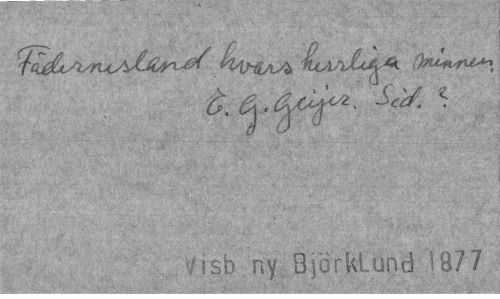 Fädernesland hvars herrliga minnen.
E. G. Geijer. Sid. ?
Visb ny Björklund 1877